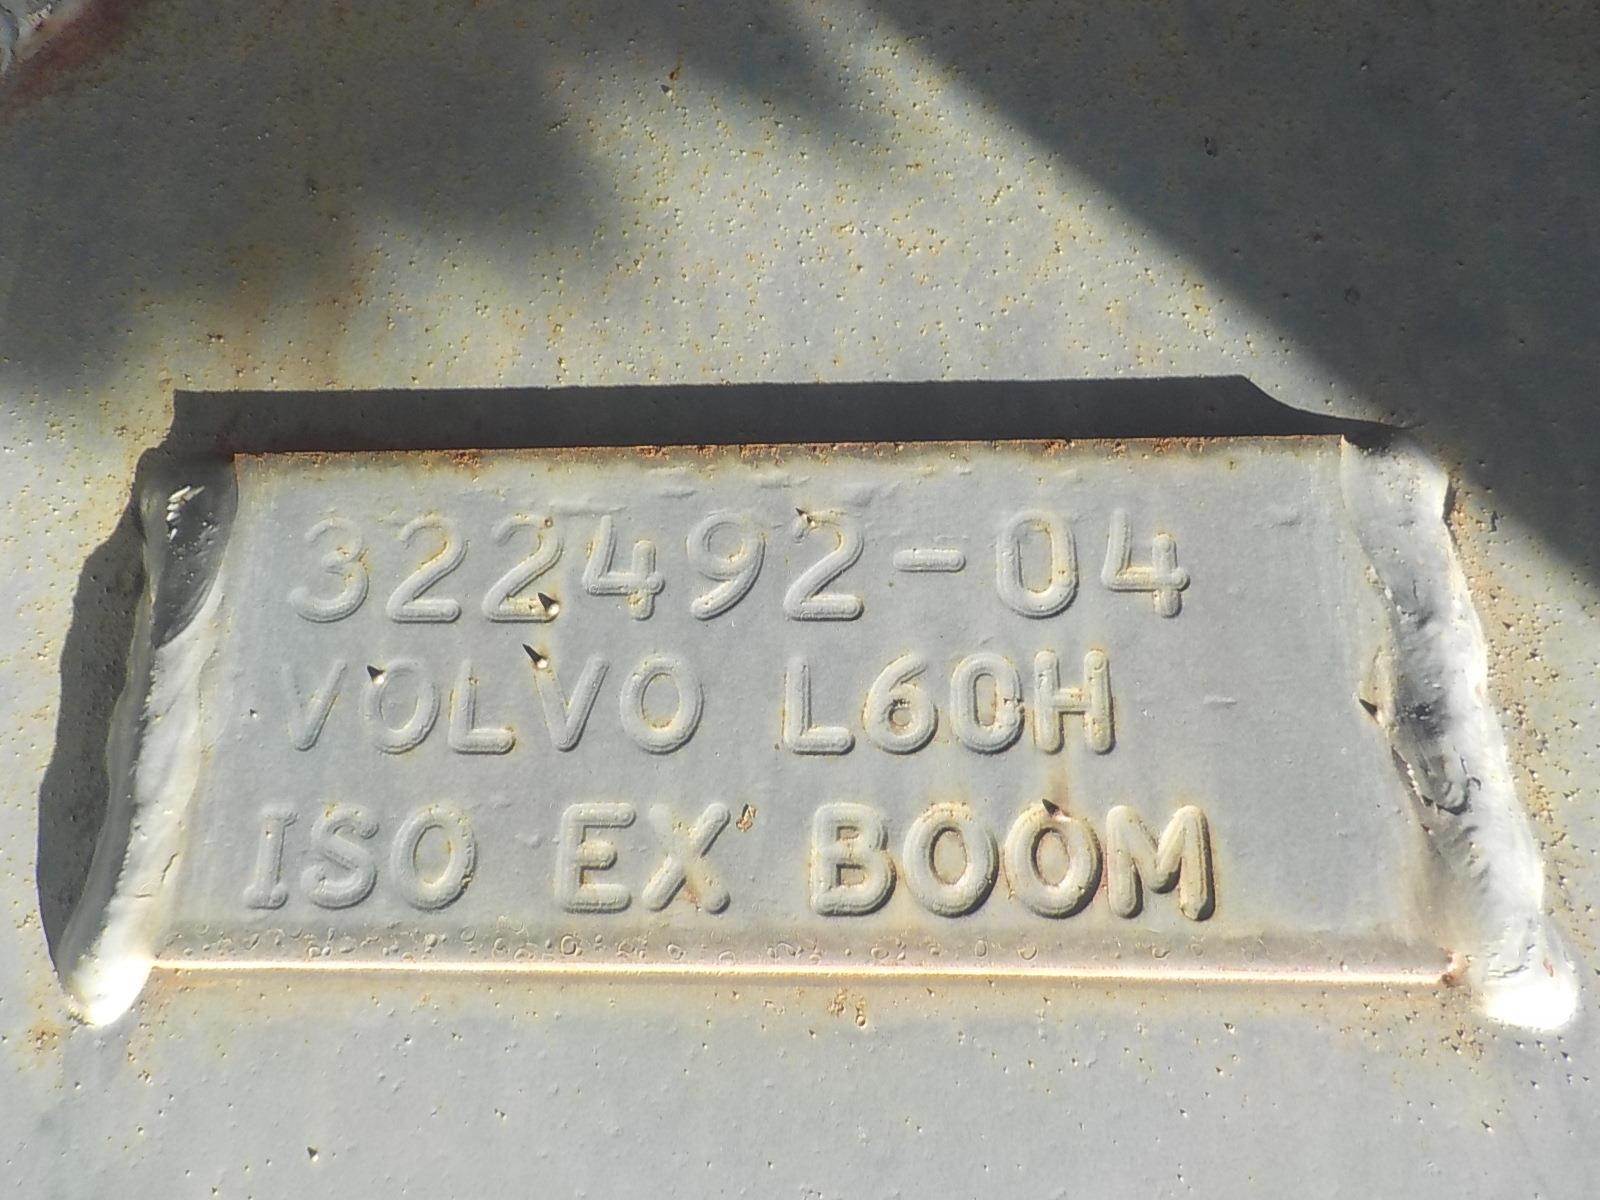 322492-04
VOLVO L60H
ISO EX BOOM